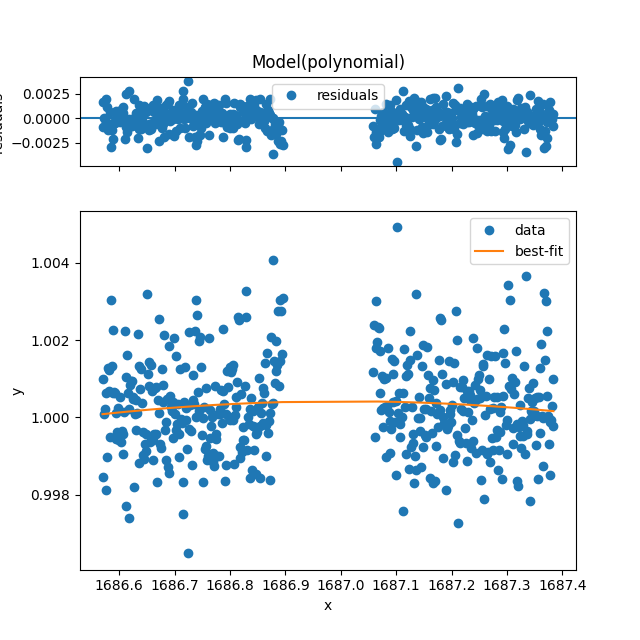 Model(polynomial)
residuals
0.0025
0.0000
−0.0025
residuals
1.004
1.002
1.000
0.998
y
data
best-fit
1686.6 1686.7 1686.8 1686.9 1687.0 1687.1 1687.2 1687.3 1687.4
x